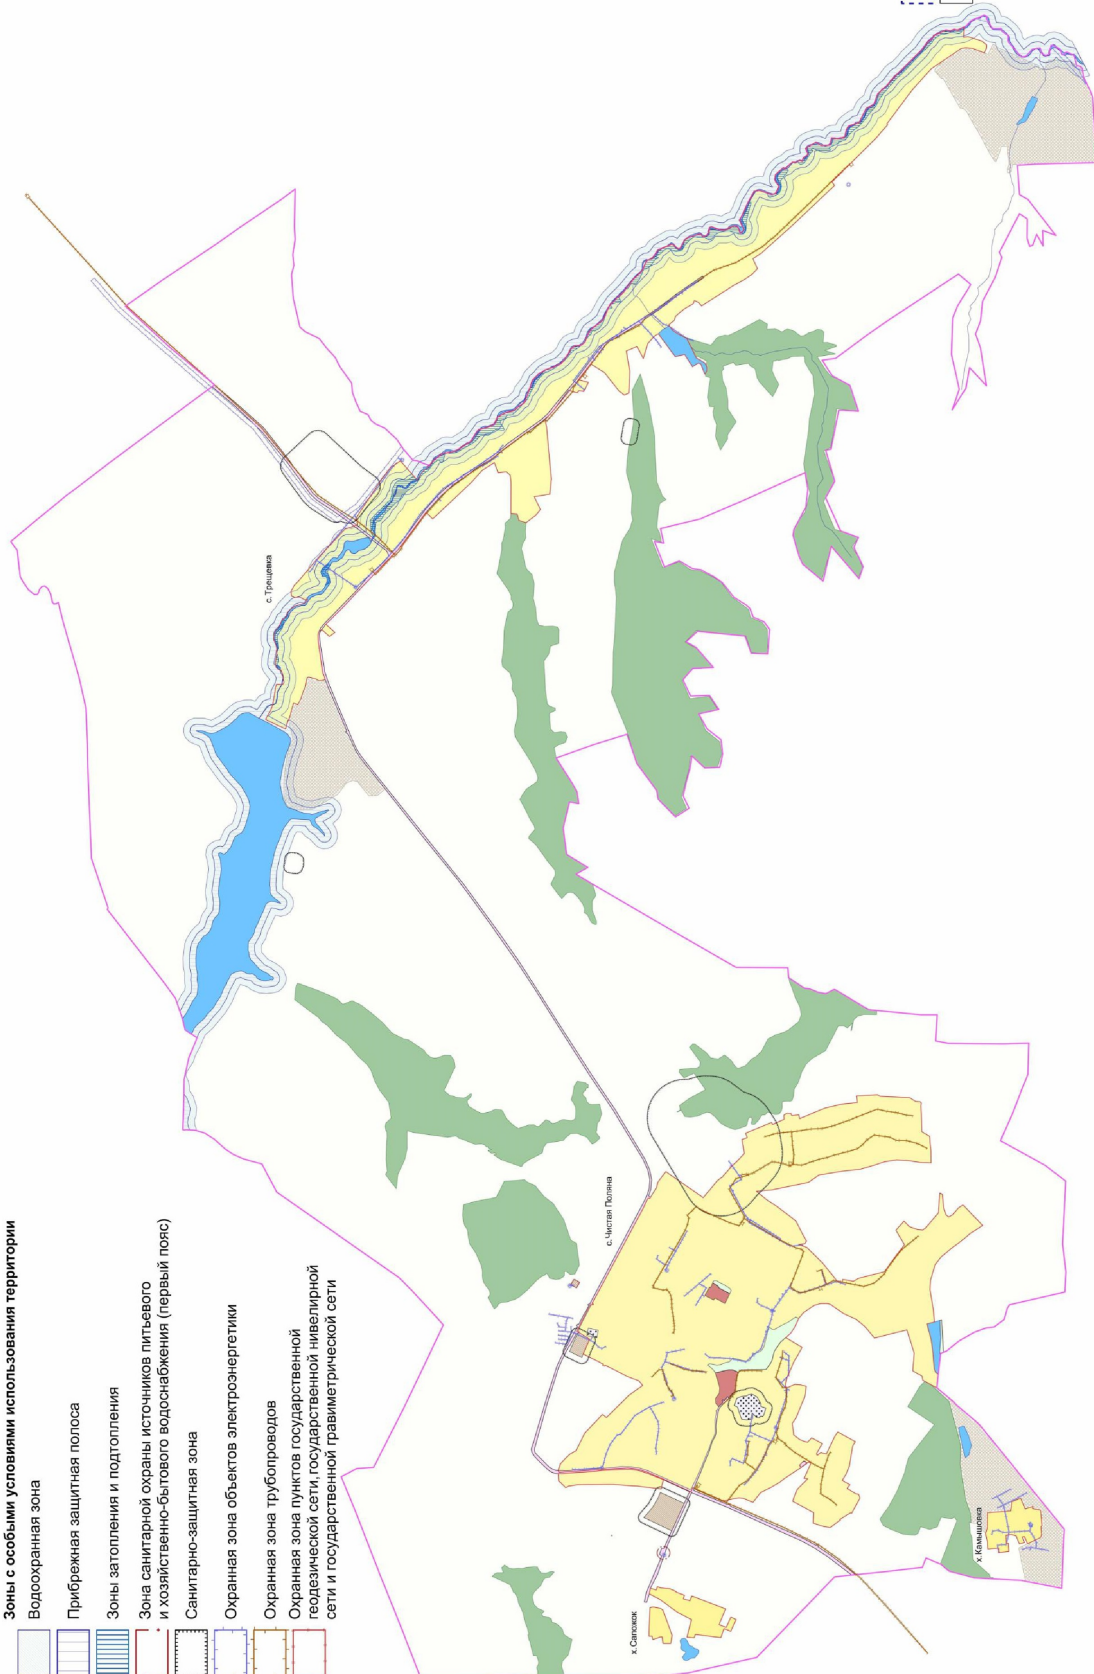 Зоны с особыми условиями использования территории
Водоохранная зона
Прибрежная защитная полоса
Зоны затопления и подтопления
Зона санитарной охраны источников питьевого
и хозяйственно-бытового водоснабжения (первый пояс)
Санитарно-защитная зона
Охранная зона объектов электроэнергетики
Охранная зона трубопроводов
Охранная зона пунктов государственной
геодезической сети,государственной нивелирной
сети и государственной гравиметрической сети
с.Трещевка
с.Чистая Поляна
х.Камышовка
х.Сапожок